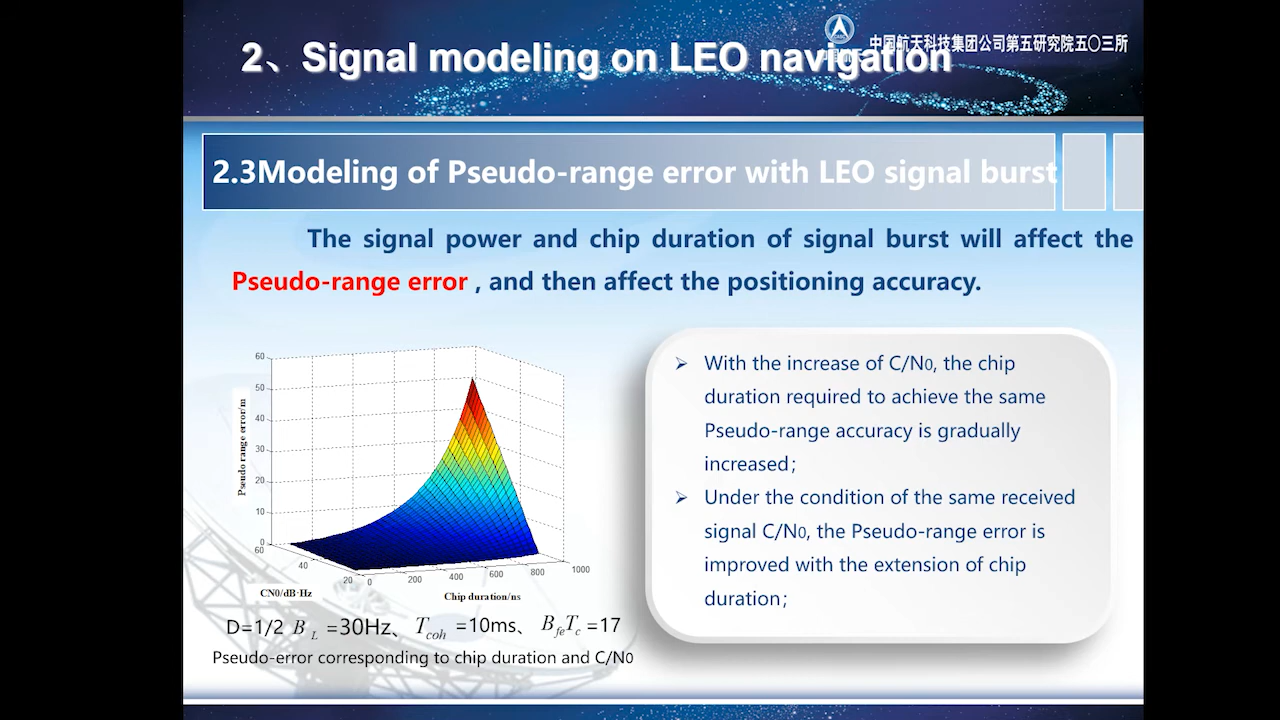 中国航天科技集团公司第五研究院五〇三所
2、Signal modeling on LEO navigation
2.3Modeling of Pseudo-range error with LEO signal burst
The signal power and chip duration of signal burst will affect the
Pseudo-range error , and then affect the positioning accuracy.
60
50
40
30
20
10
0
Pseudo range error/m
60
40
20
CN0/dB·Hz
0
200
400
600
800
1000
Chip duration/ns
D=1/2 B L =30Hz、 T coh =10ms、 B fe T c =17
Pseudo-error corresponding to chip duration and C/N0
➢ With the increase of C/N0, the chip
duration required to achieve the same
Pseudo-range accuracy is gradually
increased；
➢ Under the condition of the same received
signal C/N0, the Pseudo-range error is
improved with the extension of chip
duration；